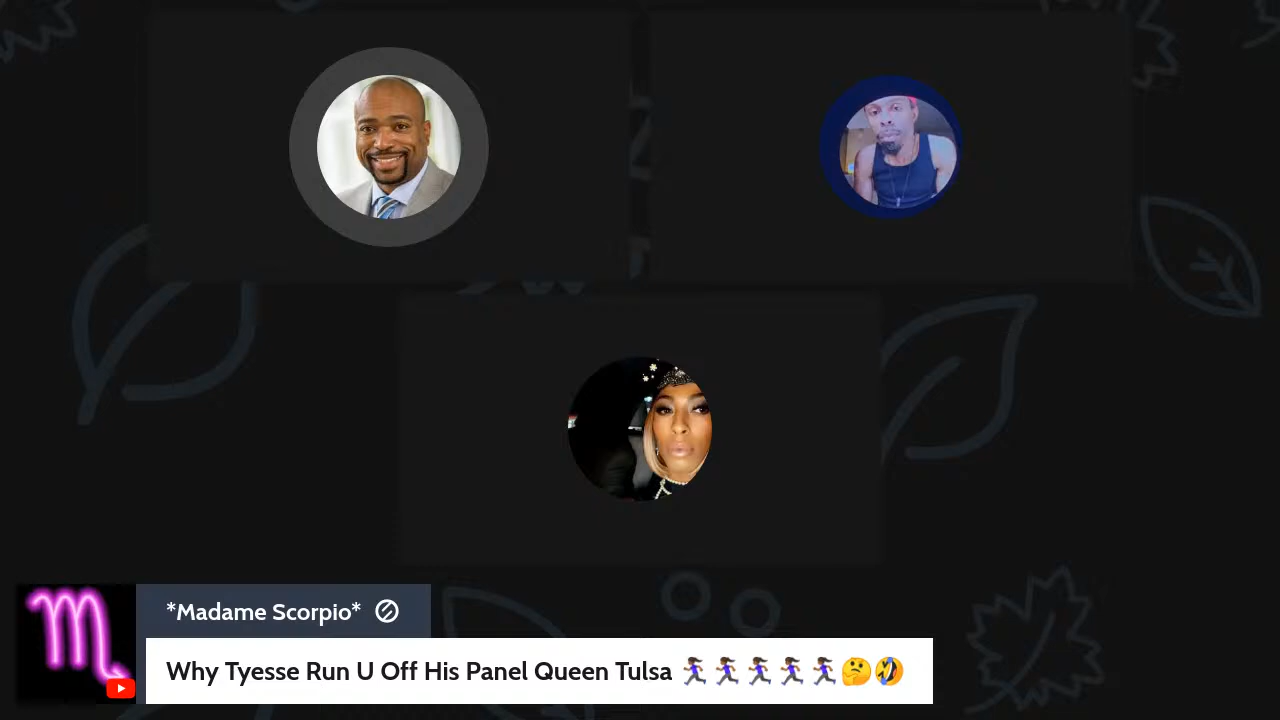 *Madame Scorpio*
Why Tyesse Run U Off His Panel Queen Tulsa 🏃🏾‍♀️🏃🏾‍♀️🏃🏾‍♀️🏃🏾‍♀️🏃🏾‍♀️🤔🤣